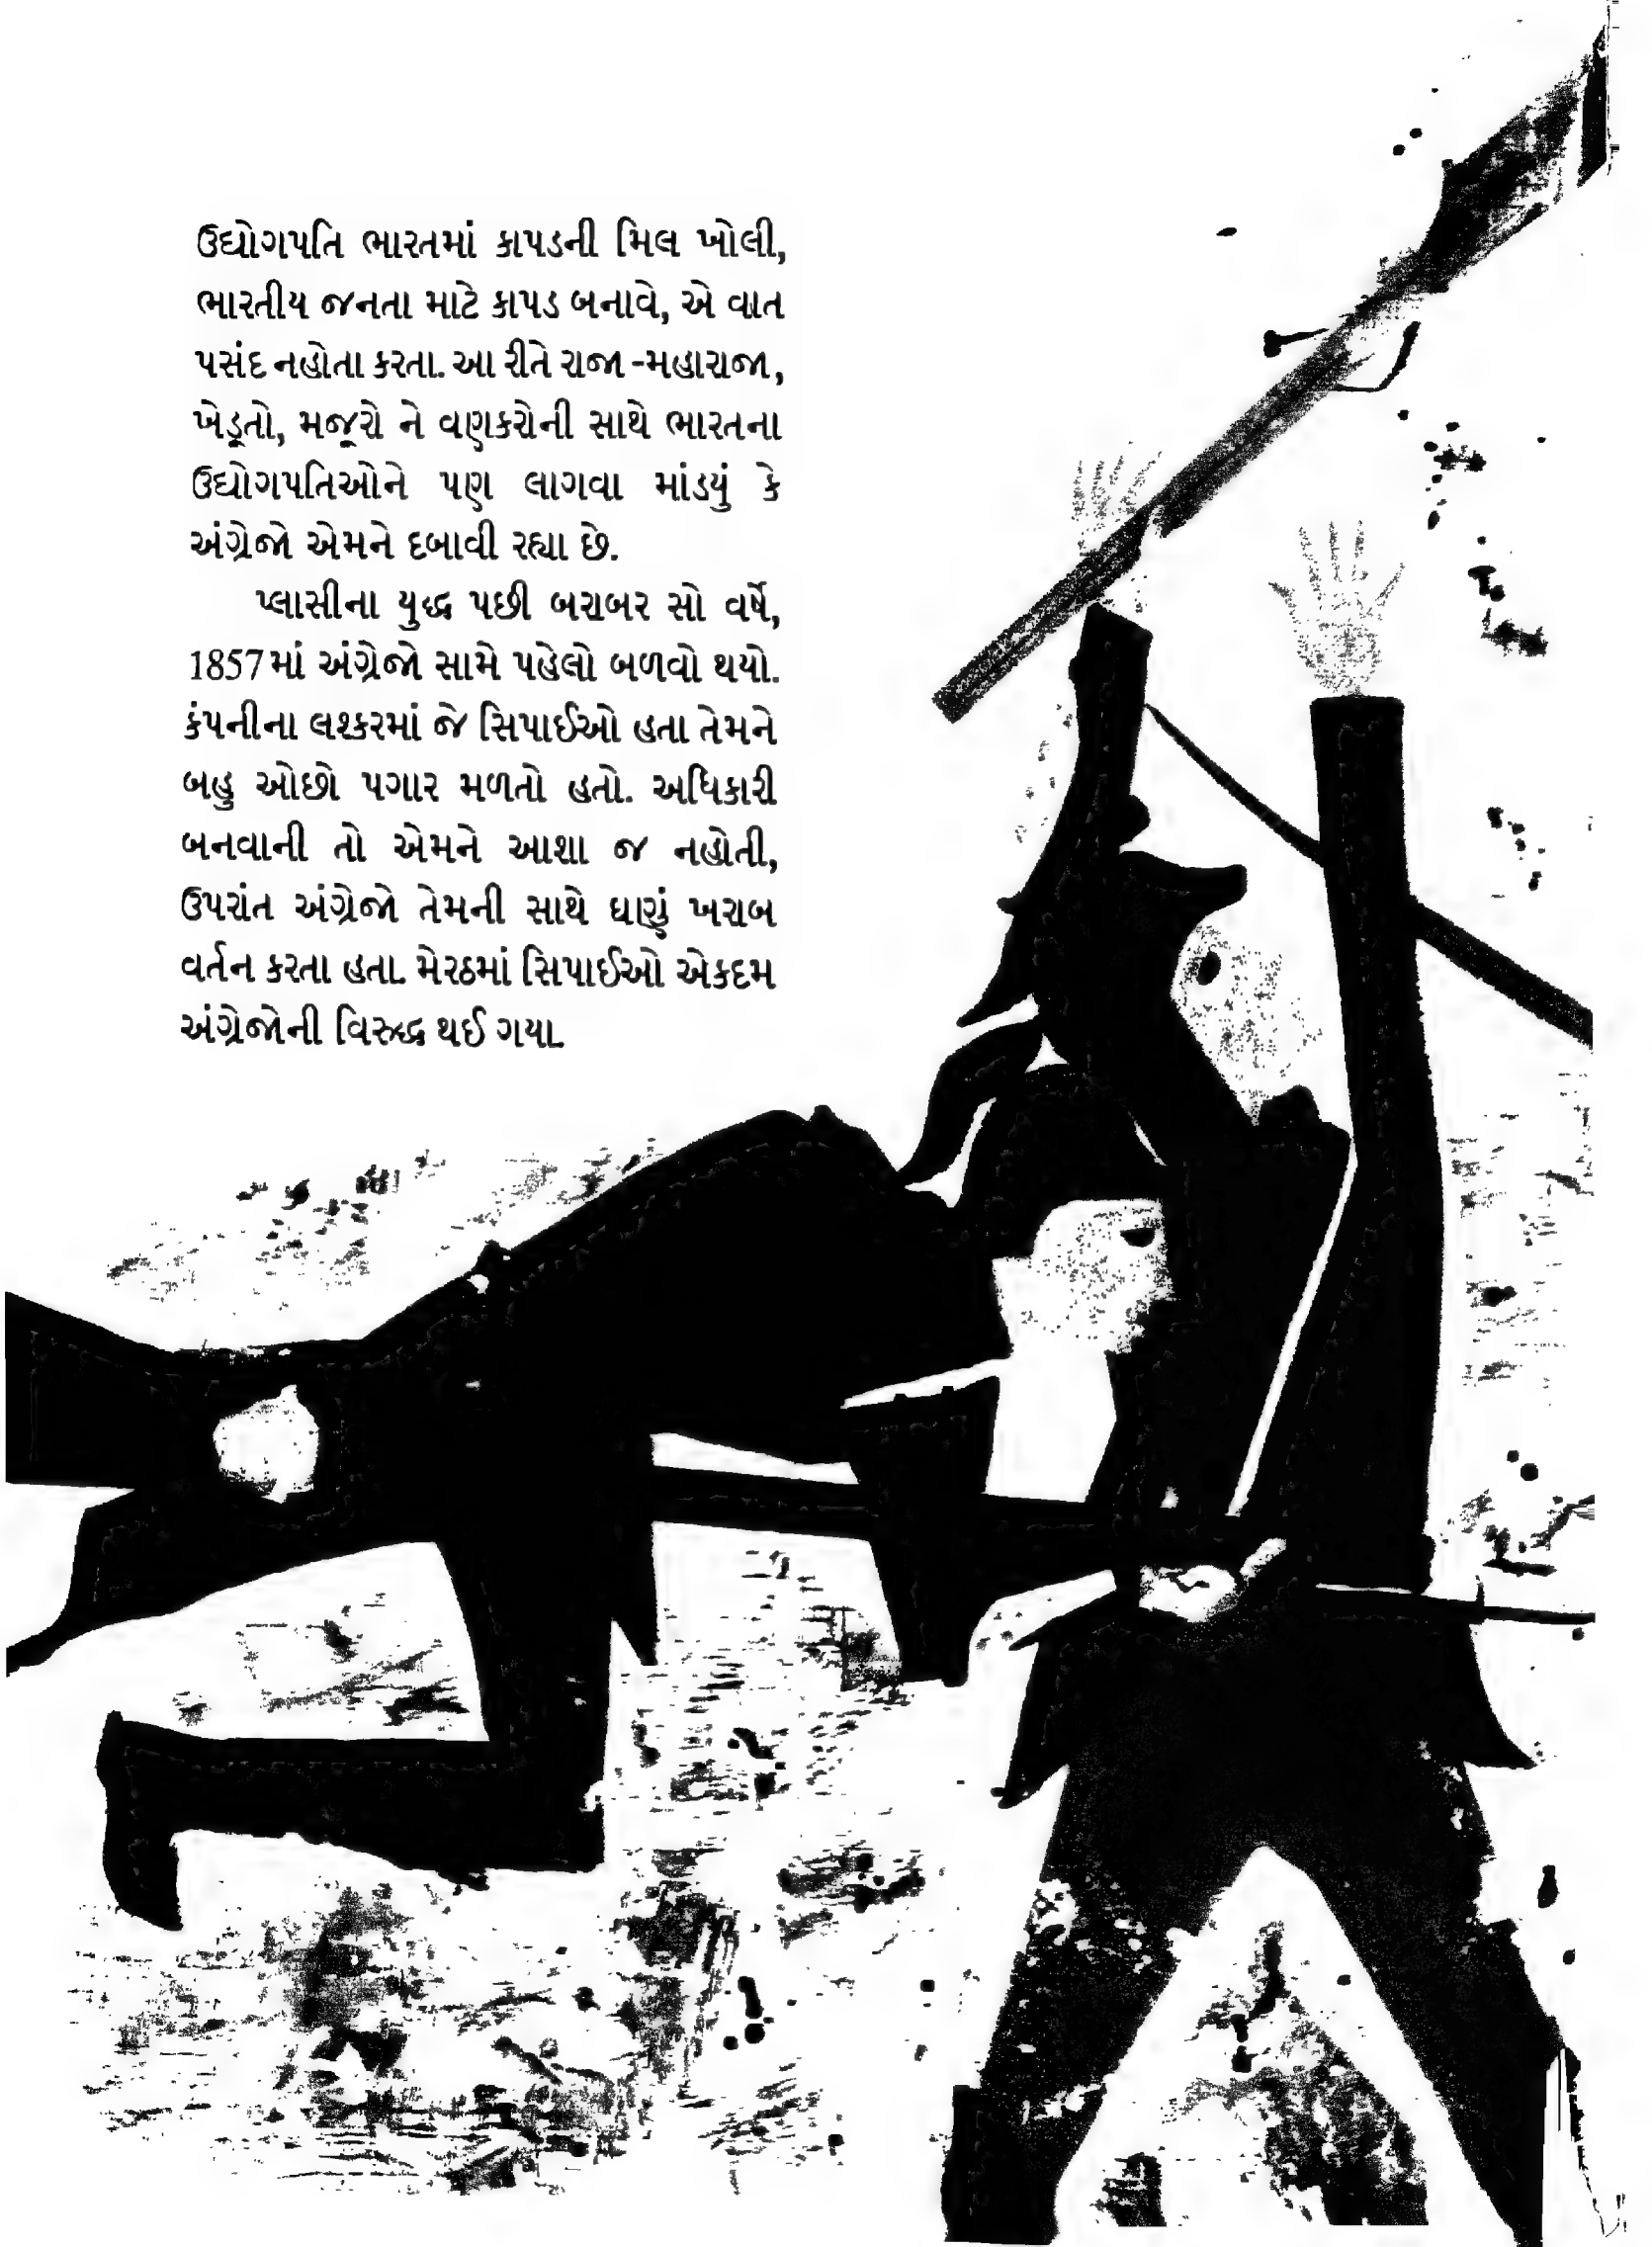 ઉદ્યોગપતિ ભારતમાં કાપડની મિલ ખોલી,
ભારતીય જનતા માટે કાપડ બનાવે, એ વાત
પસંદ નહોતા કરતા. આ રીતે રાજા-મહારાજા,
ખેડૂતો, મજૂરો ને વણકરોની સાથે ભારતના
ઉદ્યોગપતિઓને પણ લાગવા માંડયું કે
અંગ્રેજો એમને દબાવી રહ્યા છે.
પ્લાસીના યુદ્ધ પછી બરાબર સો વર્ષે,
1857માં અંગ્રેજો સામે પહેલો બળવો થયો.
કંપનીના લશ્કરમાં જે સિપાઈઓ હતા તેમને
બહુ ઓછો પગાર મળતો હતો. અધિકારી
બનવાની તો એમને આશા જ નહોતી,
ઉપરાંત અંગ્રેજો તેમની સાથે ઘણું ખરાબ
વર્તન કરતા હતા. મેરઠમાં સિપાઈઓ એકદમ
અંગ્રેજોની વિરુદ્ધ થઈ ગયા.